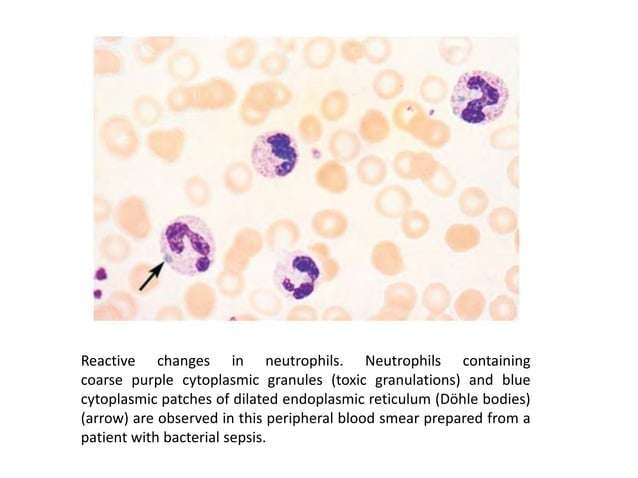 Reactive changes in neutrophils. Neutrophils containing
coarse purple cytoplasmic granules (toxic granulations) and blue
cytoplasmic patches of dilated endoplasmic reticulum (Döhle bodies)
(arrow) are observed in this peripheral blood smear prepared from a
patient with bacterial sepsis.